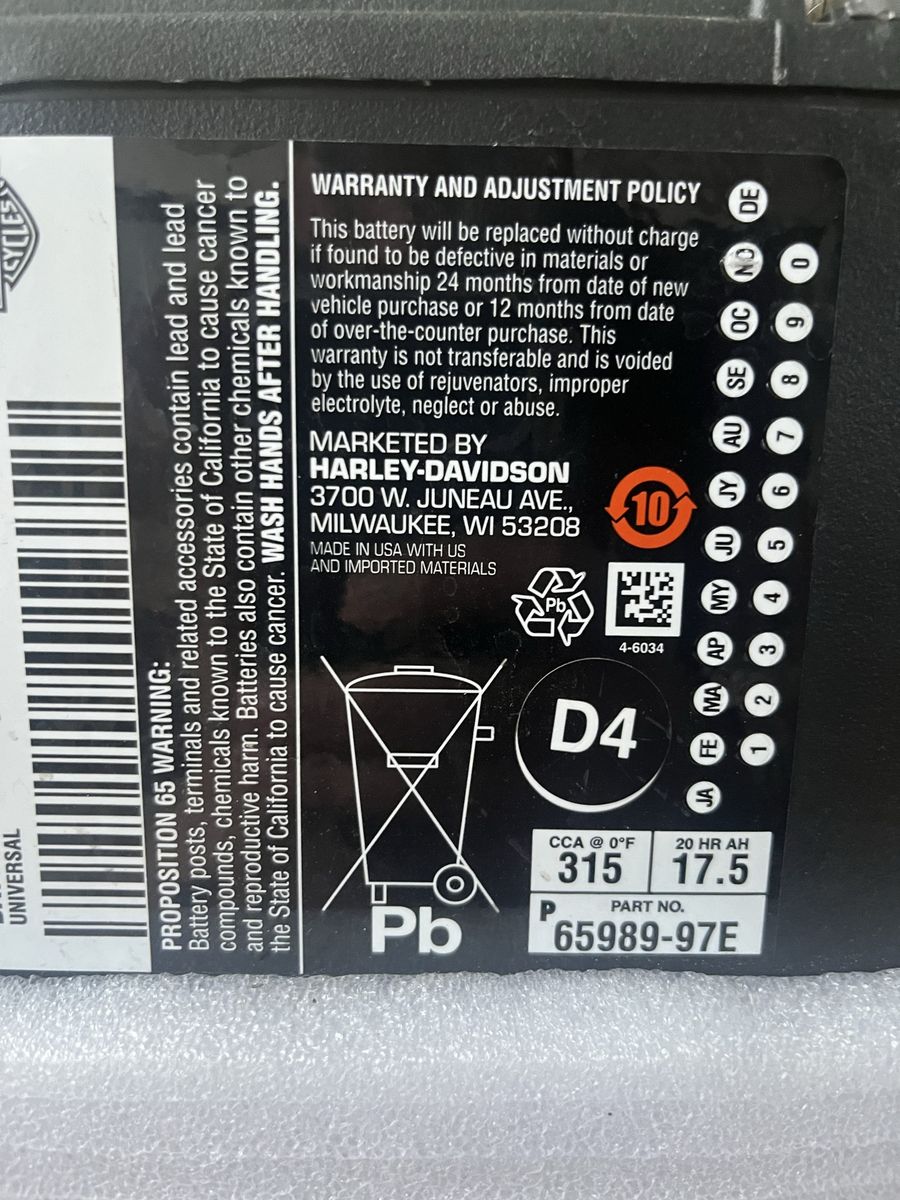 CYCLES
UNIVERSAL
PROPOSITION 65 WARNING:
Battery posts, terminals and related accessories contain lead and lead
compounds, chemicals known to the State of California to cause cancer
and reproductive harm. Batteries also contain other chemicals known to
the State of California to cause cancer. WASH HANDS AFTER HANDLING.
WARRANTY AND ADJUSTMENT POLICY
This battery will be replaced without charge
if found to be defective in materials or
workmanship 24 months from date of new
vehicle purchase or 12 months from date
of over-the-counter purchase. This
warranty is not transferable and is voided
by the use of rejuvenators, improper
electrolyte, neglect or abuse.
MARKETED BY
HARLEY-DAVIDSON
3700 W. JUNEAU AVE.,
MILWAUKEE, WI 53208
MADE IN USA WITH US
AND IMPORTED MATERIALS
10
Pb
4-6034
D4
Pb
CCA @ 0°F
315
20 HR AH
17.5
P
PART NO.
65989-97E
JA FE MA AP MY JU JY AU SE OC NO DE
1 2 3 4 5 6 7 8 9 0